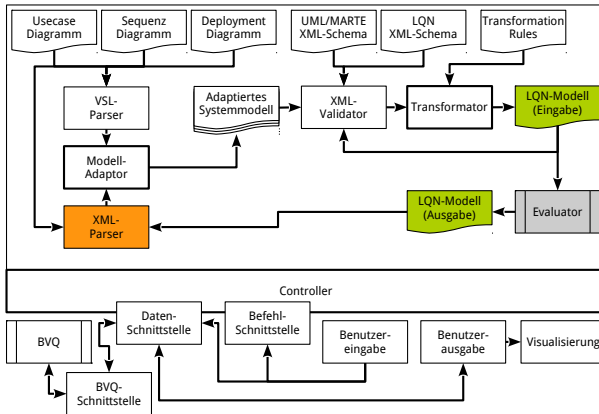 Usecase
Diagramm
Sequenz
Diagramm
Deployment
Diagramm
UML/MARTE
XML-Schema
LQN
XML-Schema
Transformation
Rules
VSL-
Parser
Adaptiertes
Systemmodell
XML-
Validator
Transformator
LQN-Modell
(Eingabe)
Modell-
Adaptor
XML-
Parser
LQN-Modell
(Ausgabe)
Evaluator
Controller
Daten-
Schnittstelle
Befehl-
Schnittstelle
BVQ
Benutzer-
eingabe
Benutzer-
ausgabe
Visualisierung
BVQ-
Schnittstelle